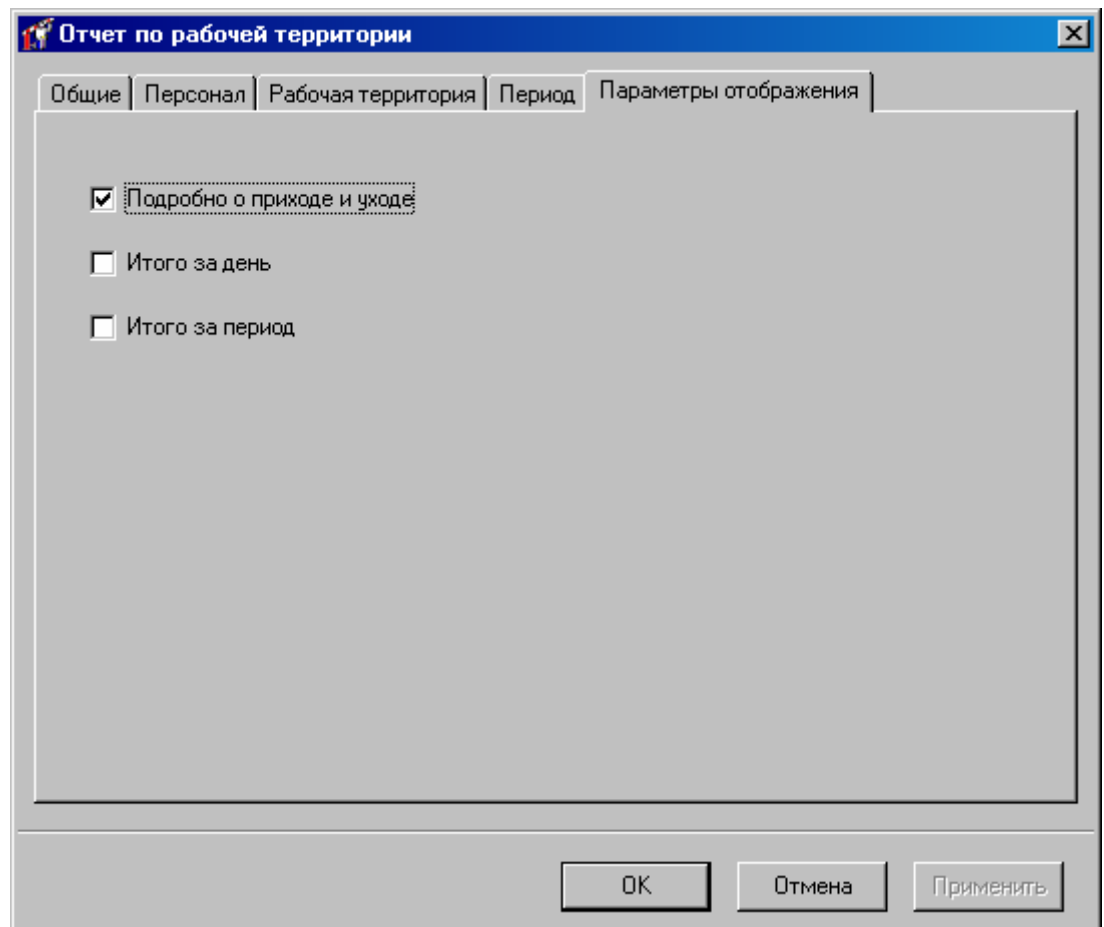 Отчет по рабочей территории
Общие Персонал Рабочая территория Период Параметры отображения
Подробно о приходе и уходе
Итого за день
Итого за период
OK Отмена Применить